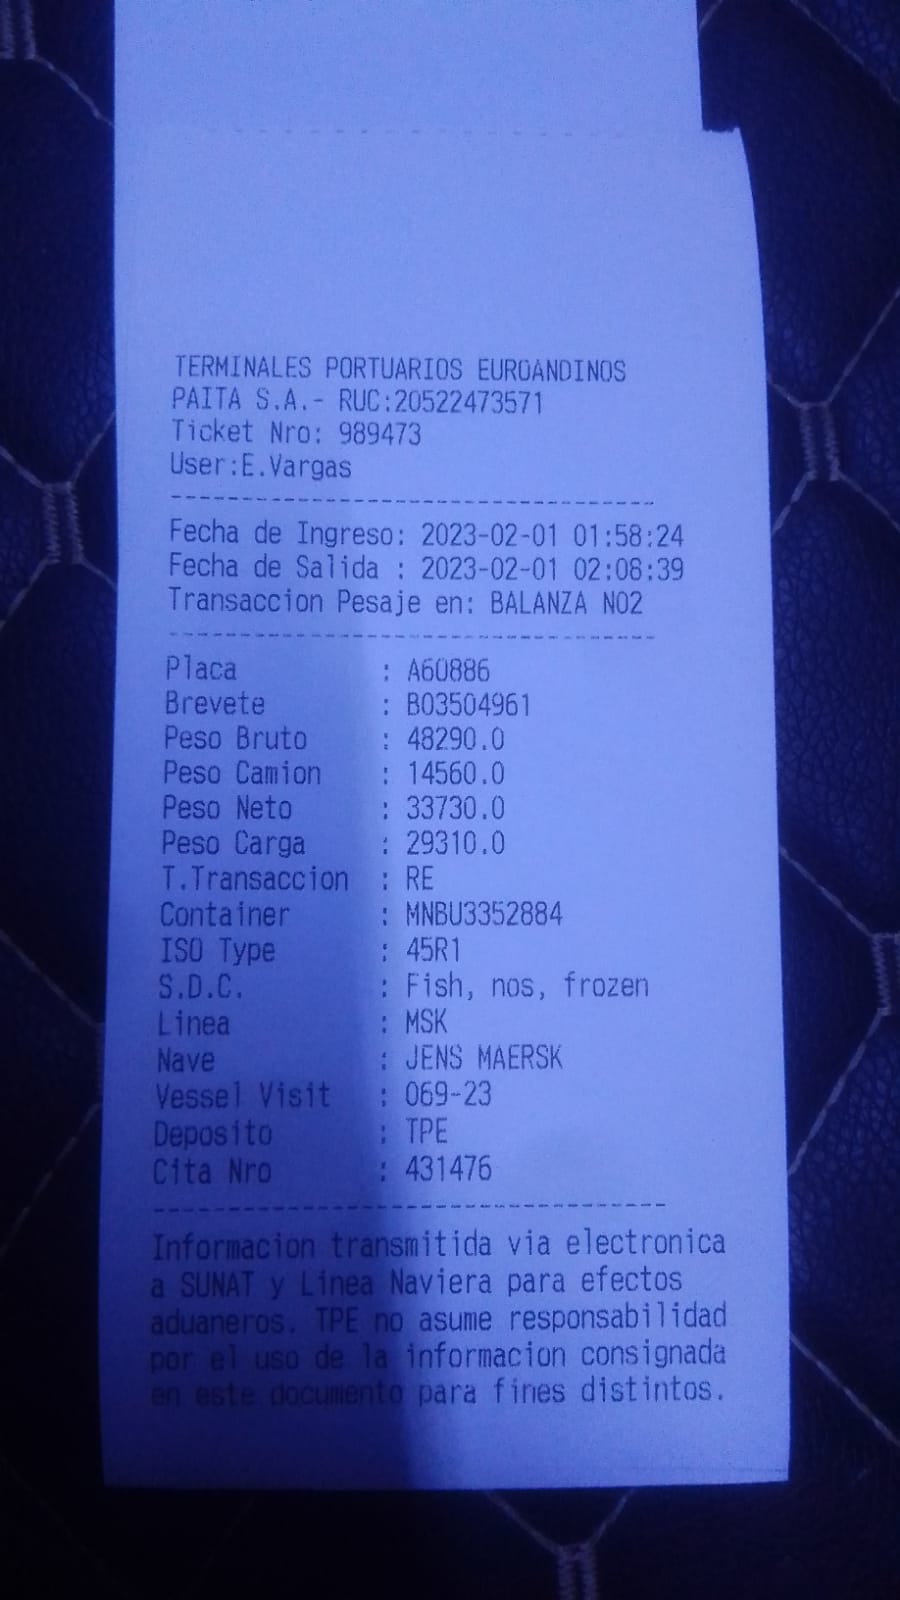 TERMINALES PORTUARIOS EUROANDINOS
PAITA S.A.- RUC:20522473571
Ticket Nro: 989473
User:E.Vargas
-----------------------------------
Fecha de Ingreso: 2023-02-01 01:58:24
Fecha de Salida : 2023-02-01 02:08:39
Transaccion Pesaje en: BALANZA N02
-----------------------------------
Placa : A60886
Brevete : B03504961
Peso Bruto : 48290.0
Peso Camion : 14560.0
Peso Neto : 33730.0
Peso Carga : 29310.0
T.Transaccion : RE
Container : MNBU3352884
ISO Type : 45R1
S.D.C. : Fish, nos, frozen
Linea : MSK
Nave : JENS MAERSK
Vessel Visit : 069-23
Deposito : TPE
Cita Nro : 431476
-----------------------------------
Informacion transmitida via electronica
a SUNAT y Linea Naviera para efectos
aduaneros. TPE no asume responsabilidad
por el uso de la informacion consignada
en este documento para fines distintos.